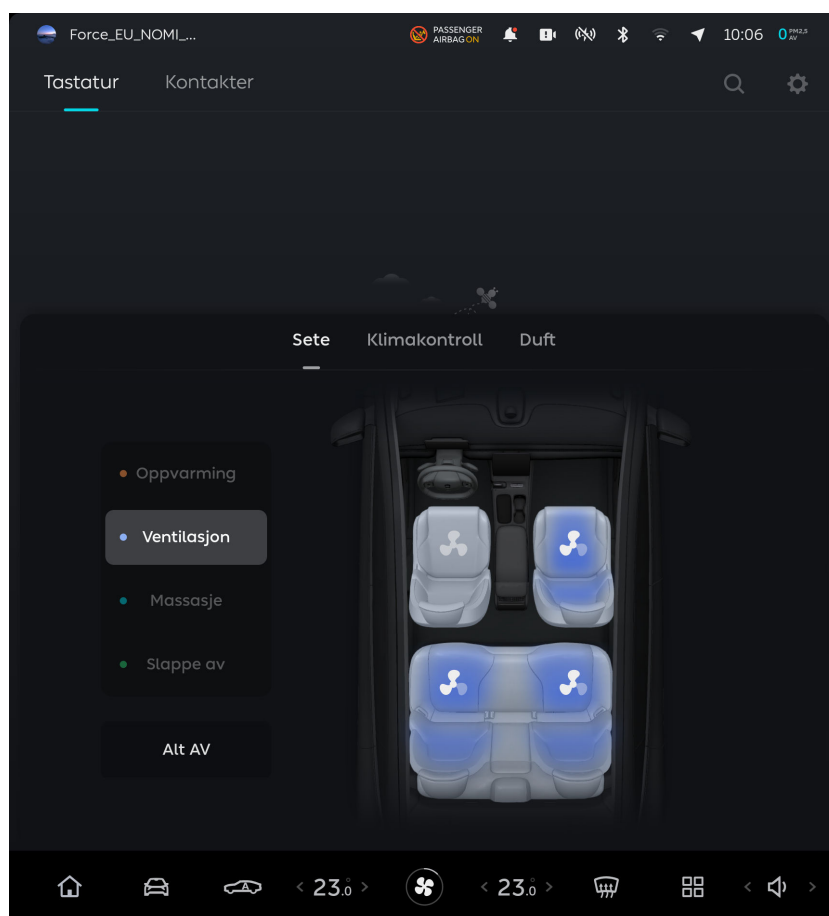 Force_EU_NOMI_...
PASSENGER
AIRBAG ON
10:06
0 PM2,5
AV
Tastatur
Kontakter
Sete
Klimakontroll
Duft
Oppvarming
Ventilasjon
Massasje
Slappe av
Alt AV
A
23.0°
23.0°